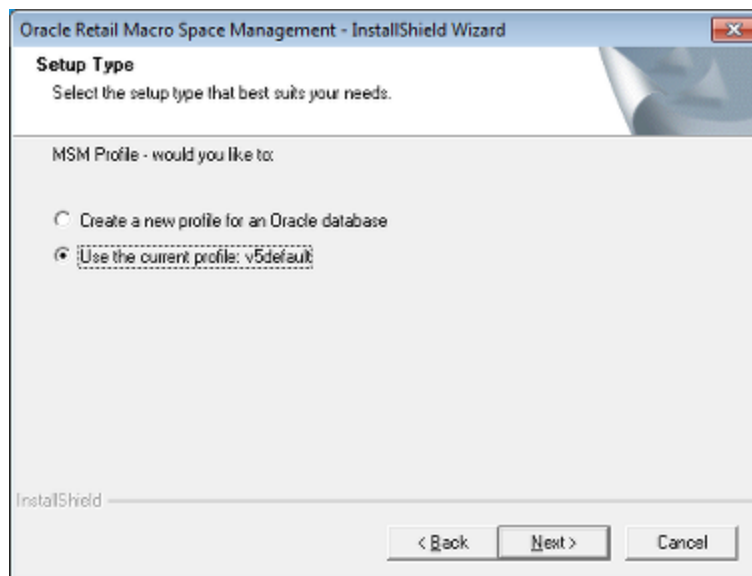 Oracle Retail Macro Space Management - InstallShield Wizard
Setup Type
Select the setup type that best suits your needs.
MSM Profile - would you like to:
Create a new profile for an Oracle database
Use the current profile: v5default
InstallShield
< Back
Next >
Cancel